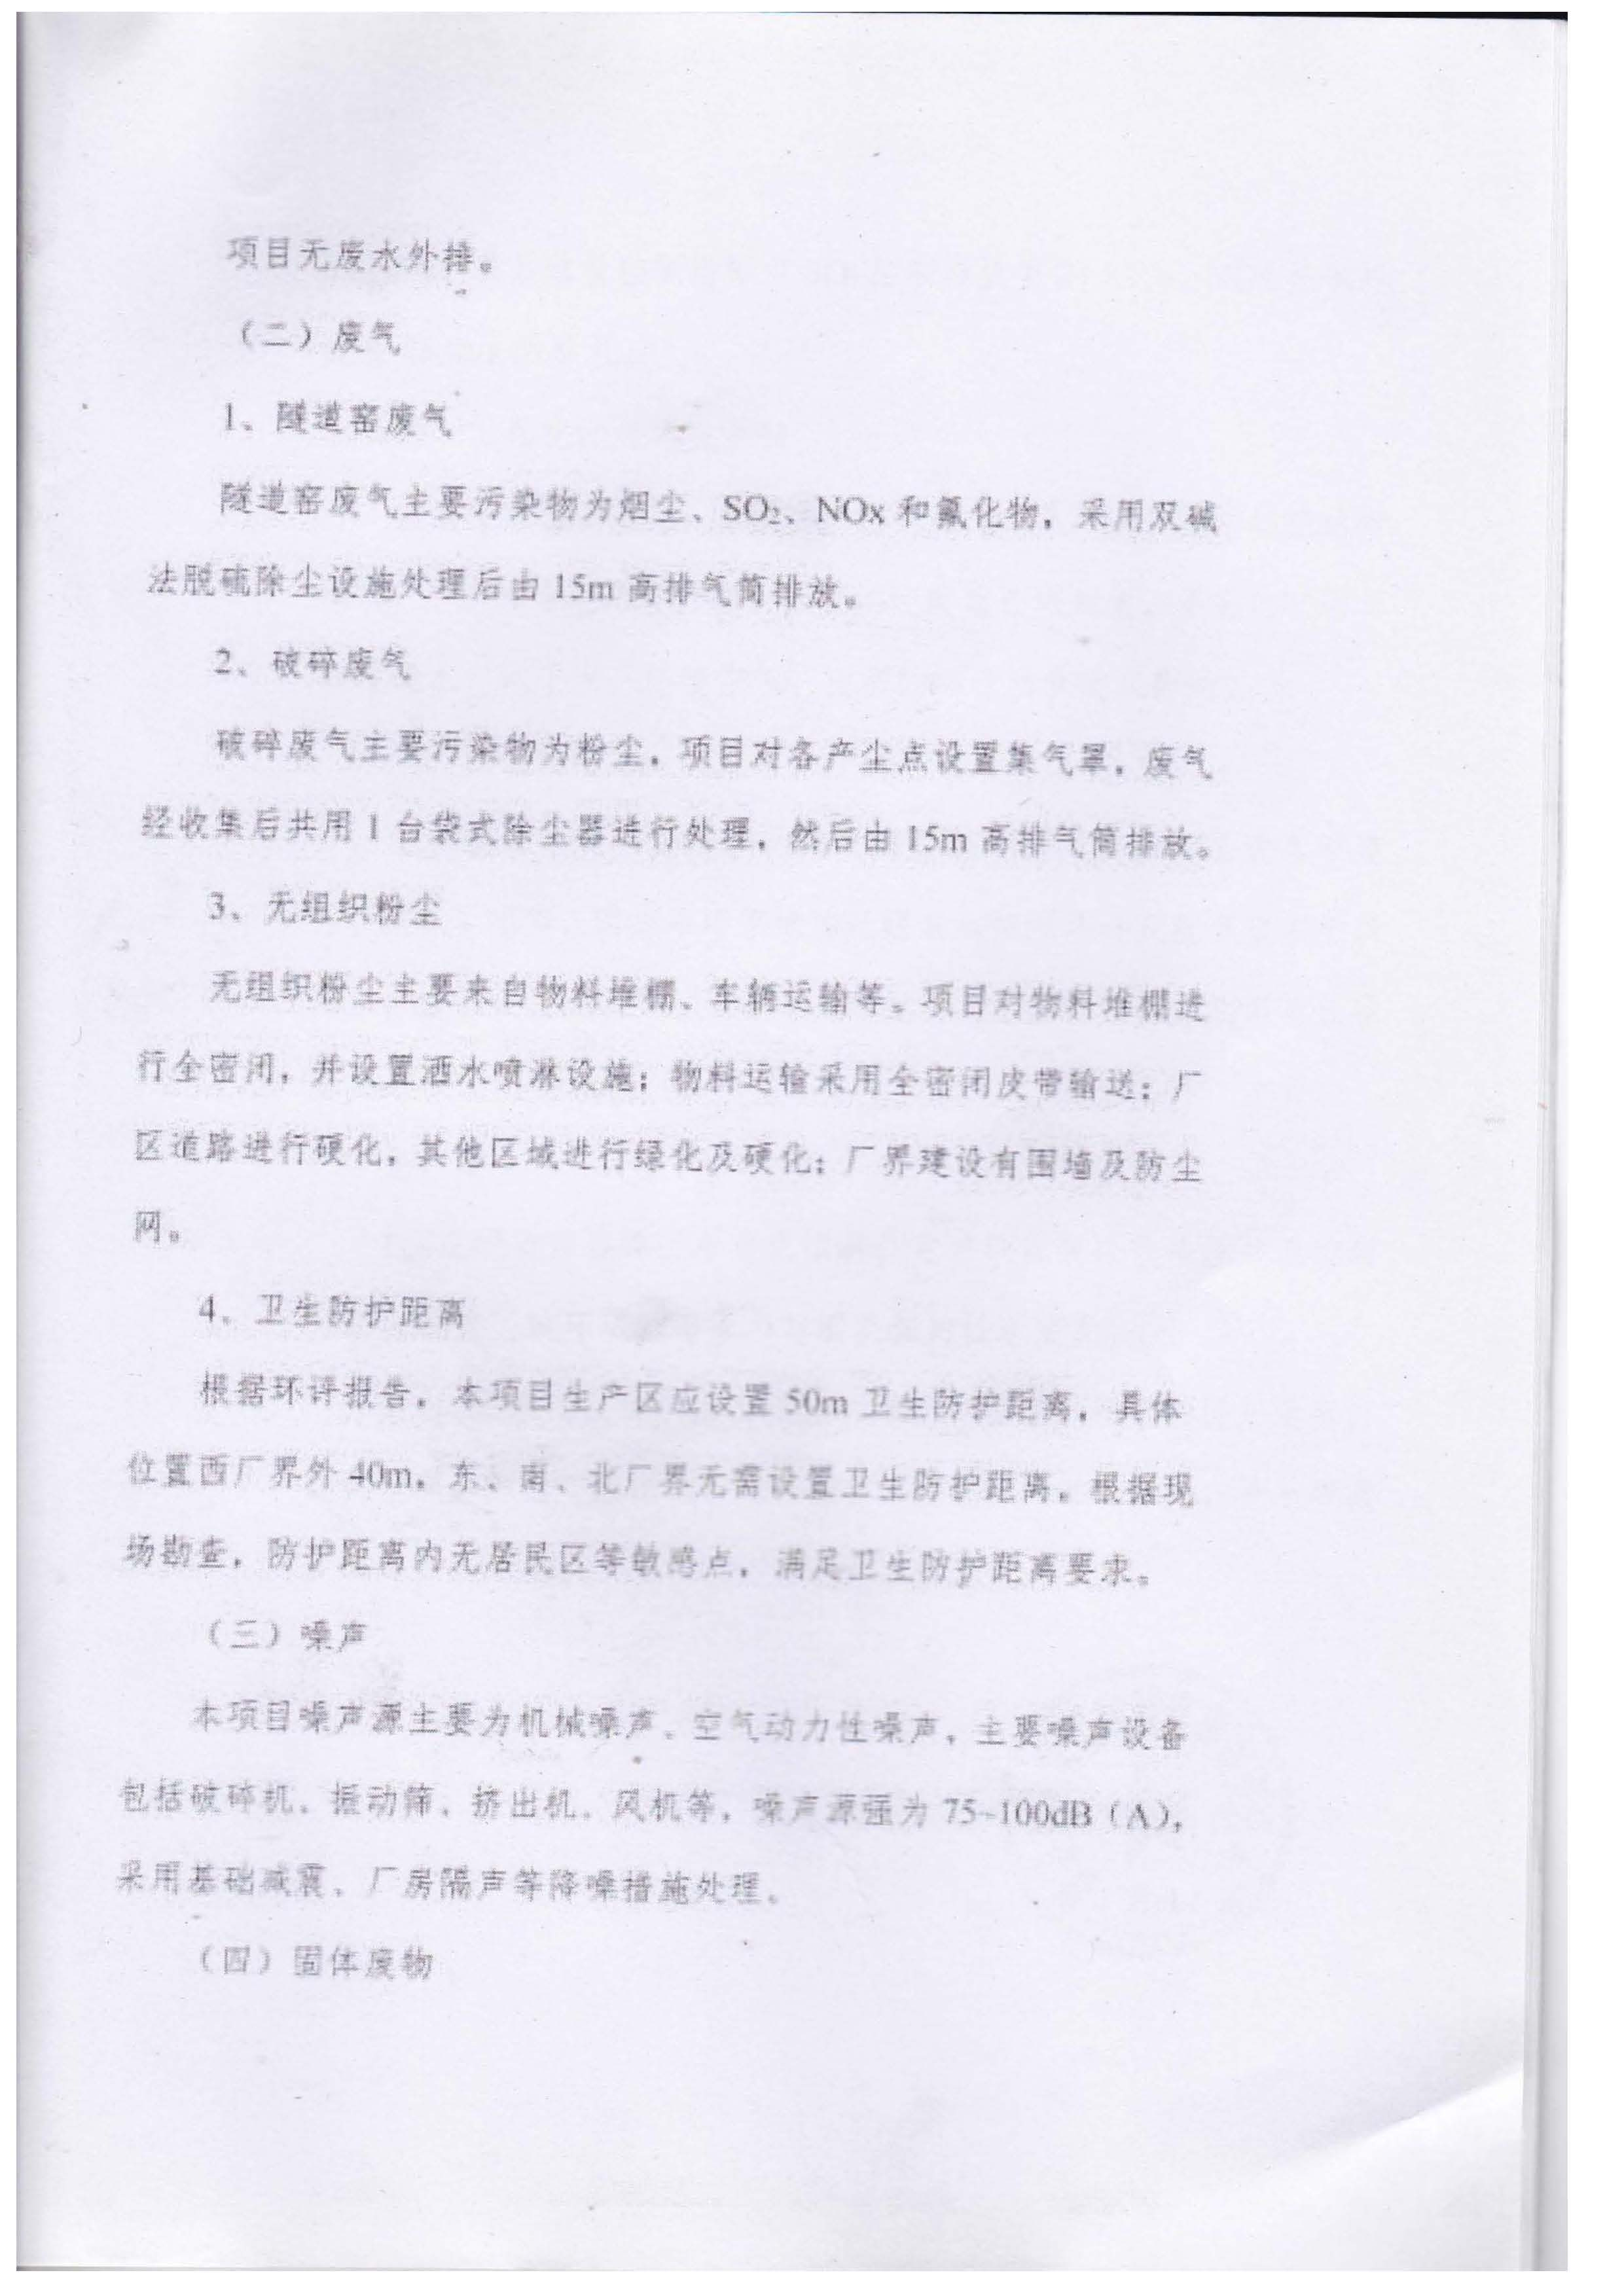 项目无废水外排。
（二）废气
1、隧道窑废气
隧道窑废气主要污染物为烟尘、SO₂、NOx 和氟化物，采用双碱
法脱硫除尘设施处理后由 15m 高排气筒排放。
2、破碎废气
破碎废气主要污染物为粉尘，项目对各产尘点设置集气罩，废气
经收集后共用 1 台袋式除尘器进行处理，然后由 15m 高排气筒排放。
3、无组织粉尘
无组织粉尘主要来自物料堆棚、车辆运输等。项目对物料堆棚进
行全密闭，并设置洒水喷淋设施；物料运输采用全密闭皮带输送；厂
区道路进行硬化，其他区域进行绿化及硬化；厂界建设有围墙及防尘
网。
4、卫生防护距离
根据环评报告，本项目生产区应设置 50m 卫生防护距离，具体
位置西厂界外 40m，东、南、北厂界无需设置卫生防护距离。根据现
场勘查，防护距离内无居民区等敏感点，满足卫生防护距离要求。
（三）噪声
本项目噪声源主要为机械噪声、空气动力性噪声，主要噪声设备
包括破碎机、振动筛、挤出机、风机等，噪声源强为 75~100dB（A），
采用基础减震、厂房隔声等降噪措施处理。
（四）固体废物